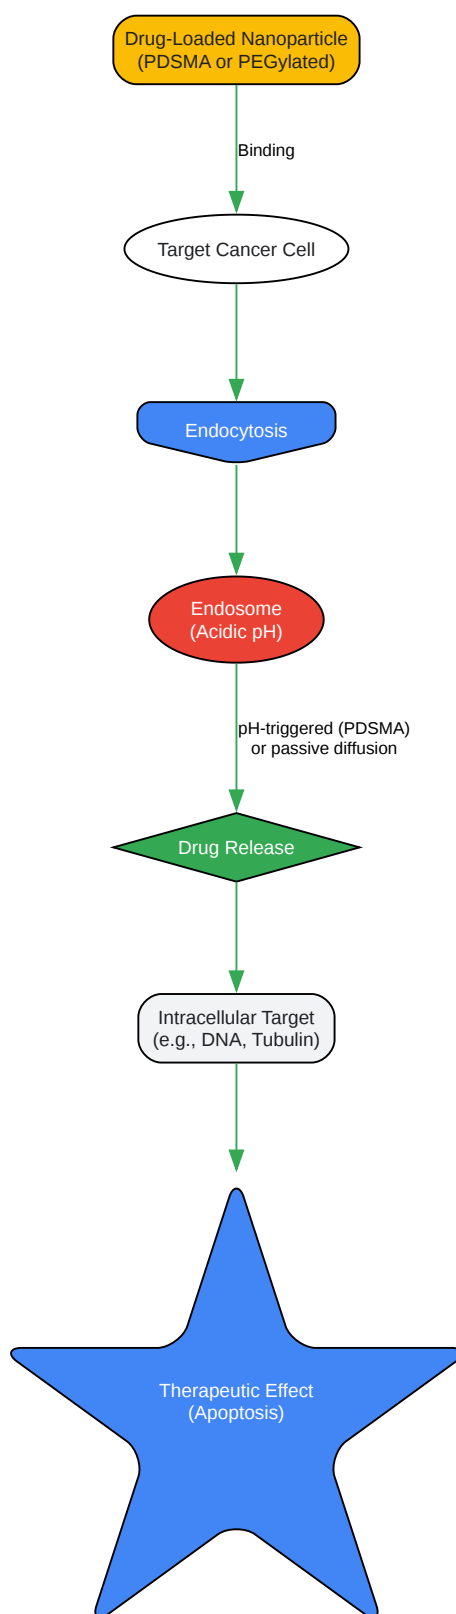 Drug-Loaded Nanoparticle
(PDSMA or PEGylated)
Binding
Target Cancer Cell
Endocytosis
Endosome
(Acidic pH)
pH-triggered (PDSMA)
or passive diffusion
Drug Release
Intracellular Target
(e.g., DNA, Tubulin)
Therapeutic Effect
(Apoptosis)